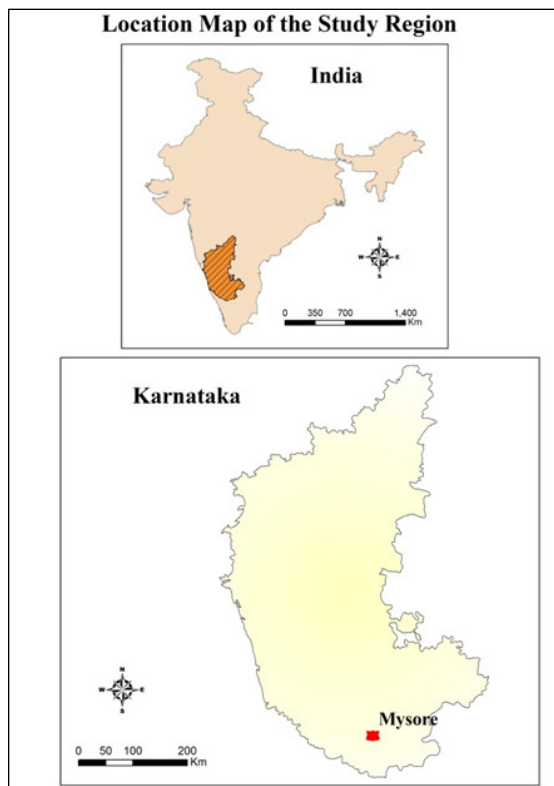 Location Map of the Study Region
India
N
W E
S
0 350 700 1,400
Km
Karnataka
N
W E
S
Mysore
0 50 100 200
Km